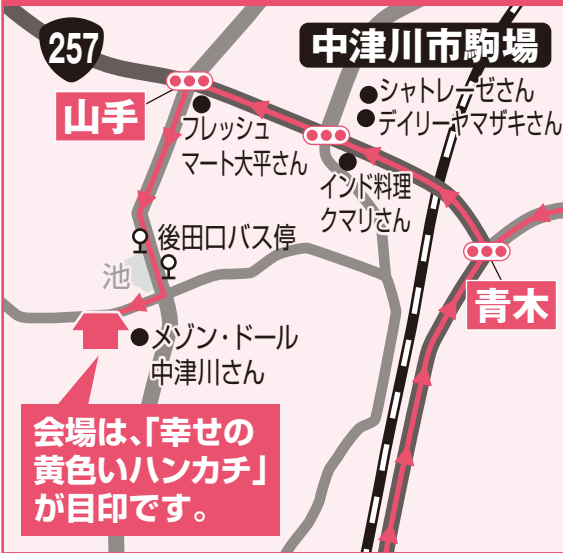 257
中津川市駒場
山手
フレッシュ
マート大平さん
シャトレーゼさん
デイリーヤマザキさん
インド料理
クマリさん
後田口バス停
池
青木
メゾン・ドール
中津川さん
会場は、「幸せの
黄色いハンカチ」
が目印です。